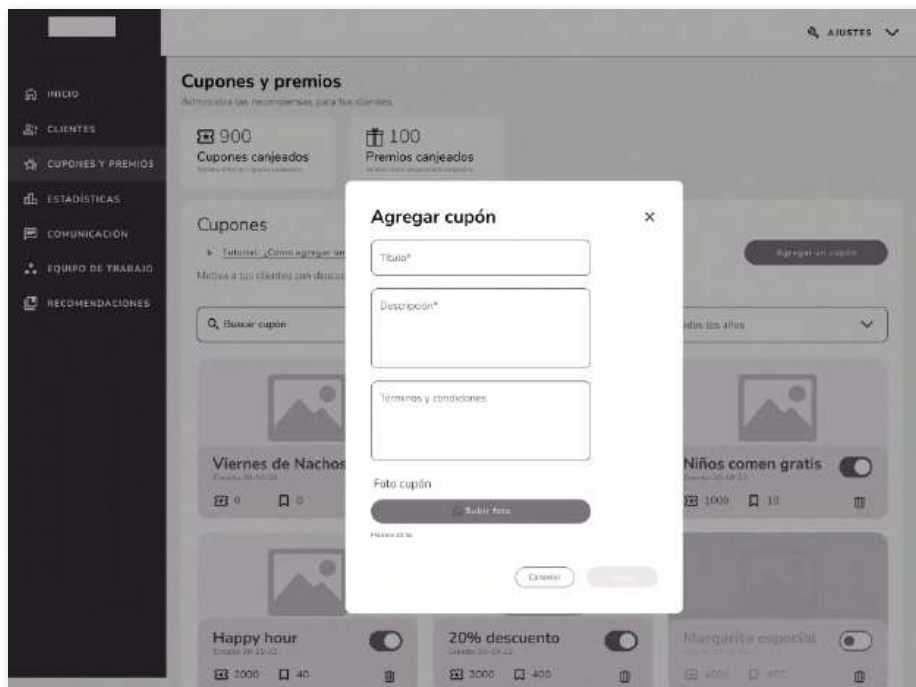 AJUSTES
INICIO
CLIENTES
CUPONES Y PREMIOS
ESTADÍSTICAS
COMUNICACIÓN
EQUIPO DE TRABAJO
RECOMENDACIONES
Cupones y premios
Administra las recompensas para tus clientes.
900
Cupones canjeados
100
Premios canjeados
Cupones
Tutorial: ¿Cómo agregar un
Agregar un cupón
Motiva a tus clientes con
Buscar cupón
los años
Agregar cupón
Título*
Descripción*
Términos y condiciones
Foto cupón
Subir foto
Cancelar
Viernes de Nachos
0 0
Niños comen gratis
1000 10
Happy hour
2000 40
20% descuento
2000 400
Margarita especial